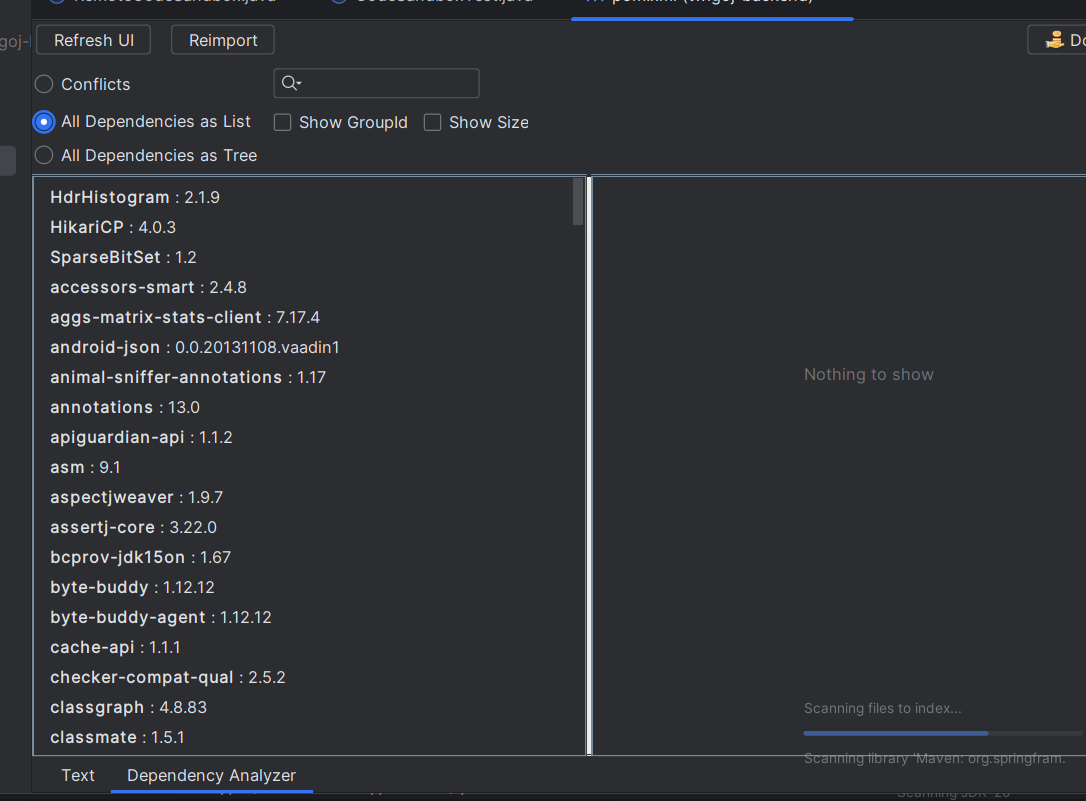 Refresh UI
Reimport
Do
Conflicts
All Dependencies as List
Show GroupId
Show Size
All Dependencies as Tree
HdrHistogram : 2.1.9
HikariCP : 4.0.3
SparseBitSet : 1.2
accessors-smart : 2.4.8
aggs-matrix-stats-client : 7.17.4
android-json : 0.0.20131108.vaadin1
animal-sniffer-annotations : 1.17
annotations : 13.0
apiguardian-api : 1.1.2
asm : 9.1
aspectjweaver : 1.9.7
assertj-core : 3.22.0
bcprov-jdk15on : 1.67
byte-buddy : 1.12.12
byte-buddy-agent : 1.12.12
cache-api : 1.1.1
checker-compat-qual : 2.5.2
classgraph : 4.8.83
classmate : 1.5.1
Nothing to show
Scanning files to index...
Scanning library 'Maven: org.springfram.
Text
Dependency Analyzer